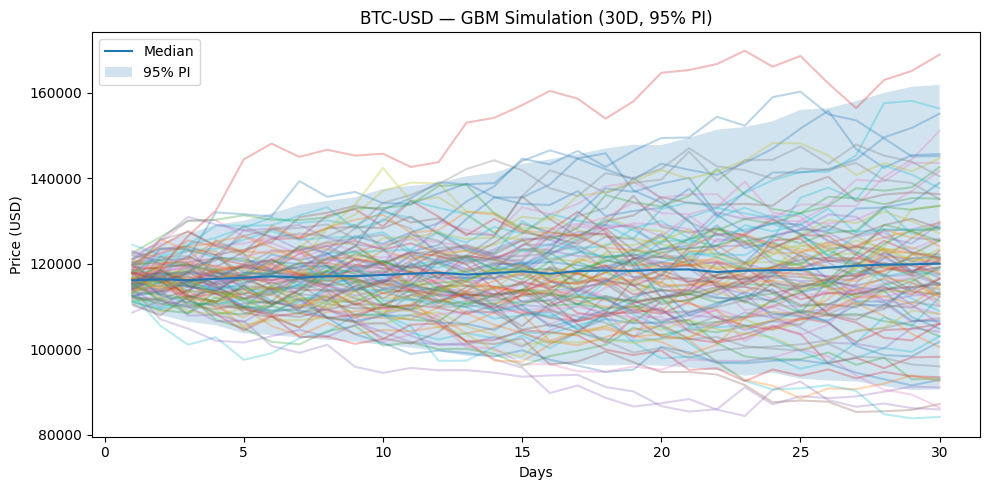 BTC-USD — GBM Simulation (30D, 95% PI)
Median
95% PI
Price (USD)
160000
140000
120000
100000
80000
0 5 10 15 20 25 30
Days